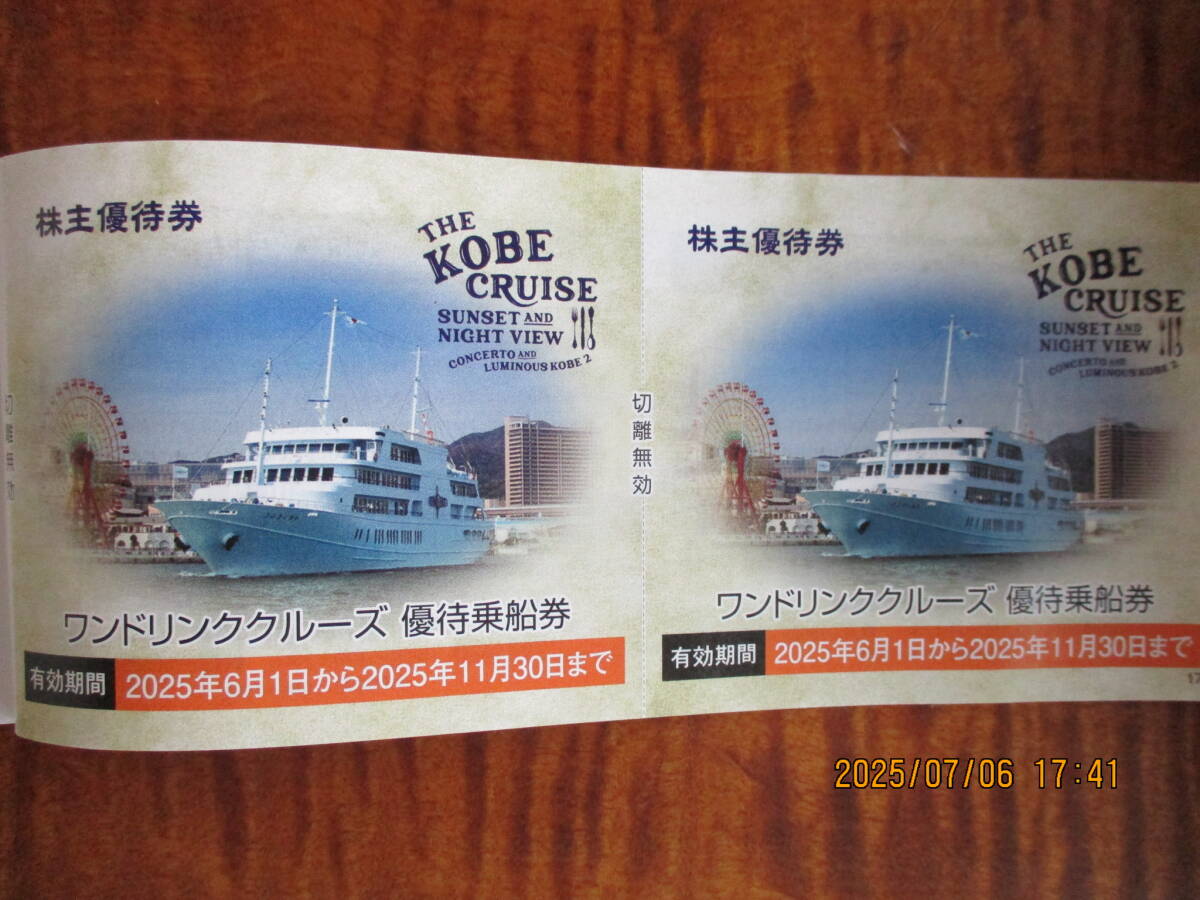 株主優待券
THE
KOBE
CRUISE
SUNSET AND
NIGHT VIEW
CONCERTO AND
LUMINOUS KOBE 2
ワンドリンククルーズ 優待乗船券
有効期間 2025年6月1日から2025年11月30日まで
切離無効
切離無効
株主優待券
THE
KOBE
CRUISE
SUNSET AND
NIGHT VIEW
CONCERTO AND
LUMINOUS KOBE 2
ワンドリンククルーズ 優待乗船券
有効期間 2025年6月1日から2025年11月30日まで
17
2025/07/06 17:41